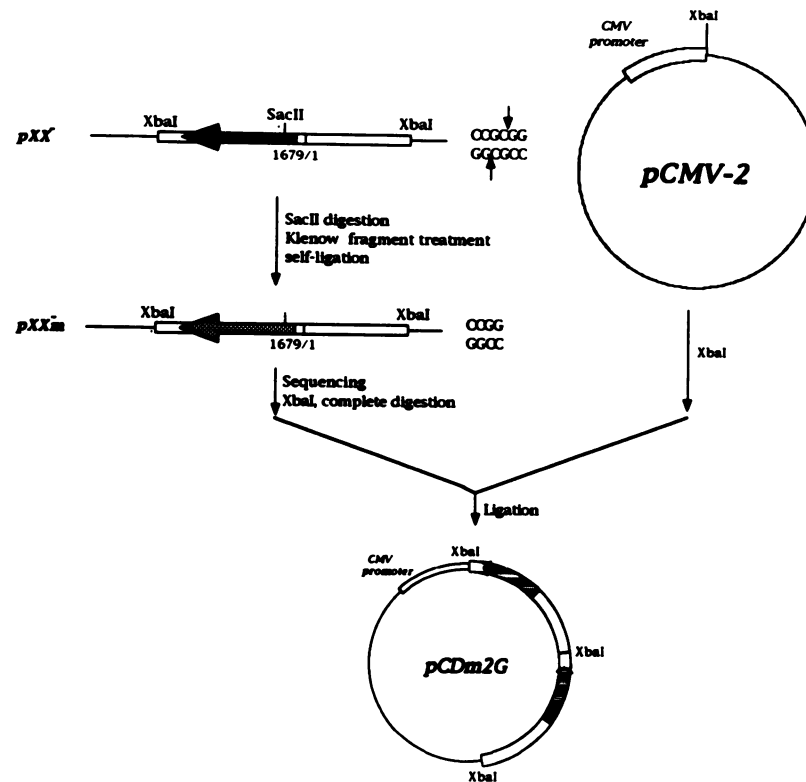 CMV
promoter
XbaI
pXX-
XbaI
SacII
XbaI
1679/1
CCGCGG
GGCGCC
pCMV-2
SacII digestion
Klenow fragment treatment
self-ligation
pXXm-
XbaI
XbaI
1679/1
CCGG
GGCC
Sequencing
XbaI, complete digestion
XbaI
Ligation
CMV
promoter
XbaI
XbaI
pCDm2G
XbaI